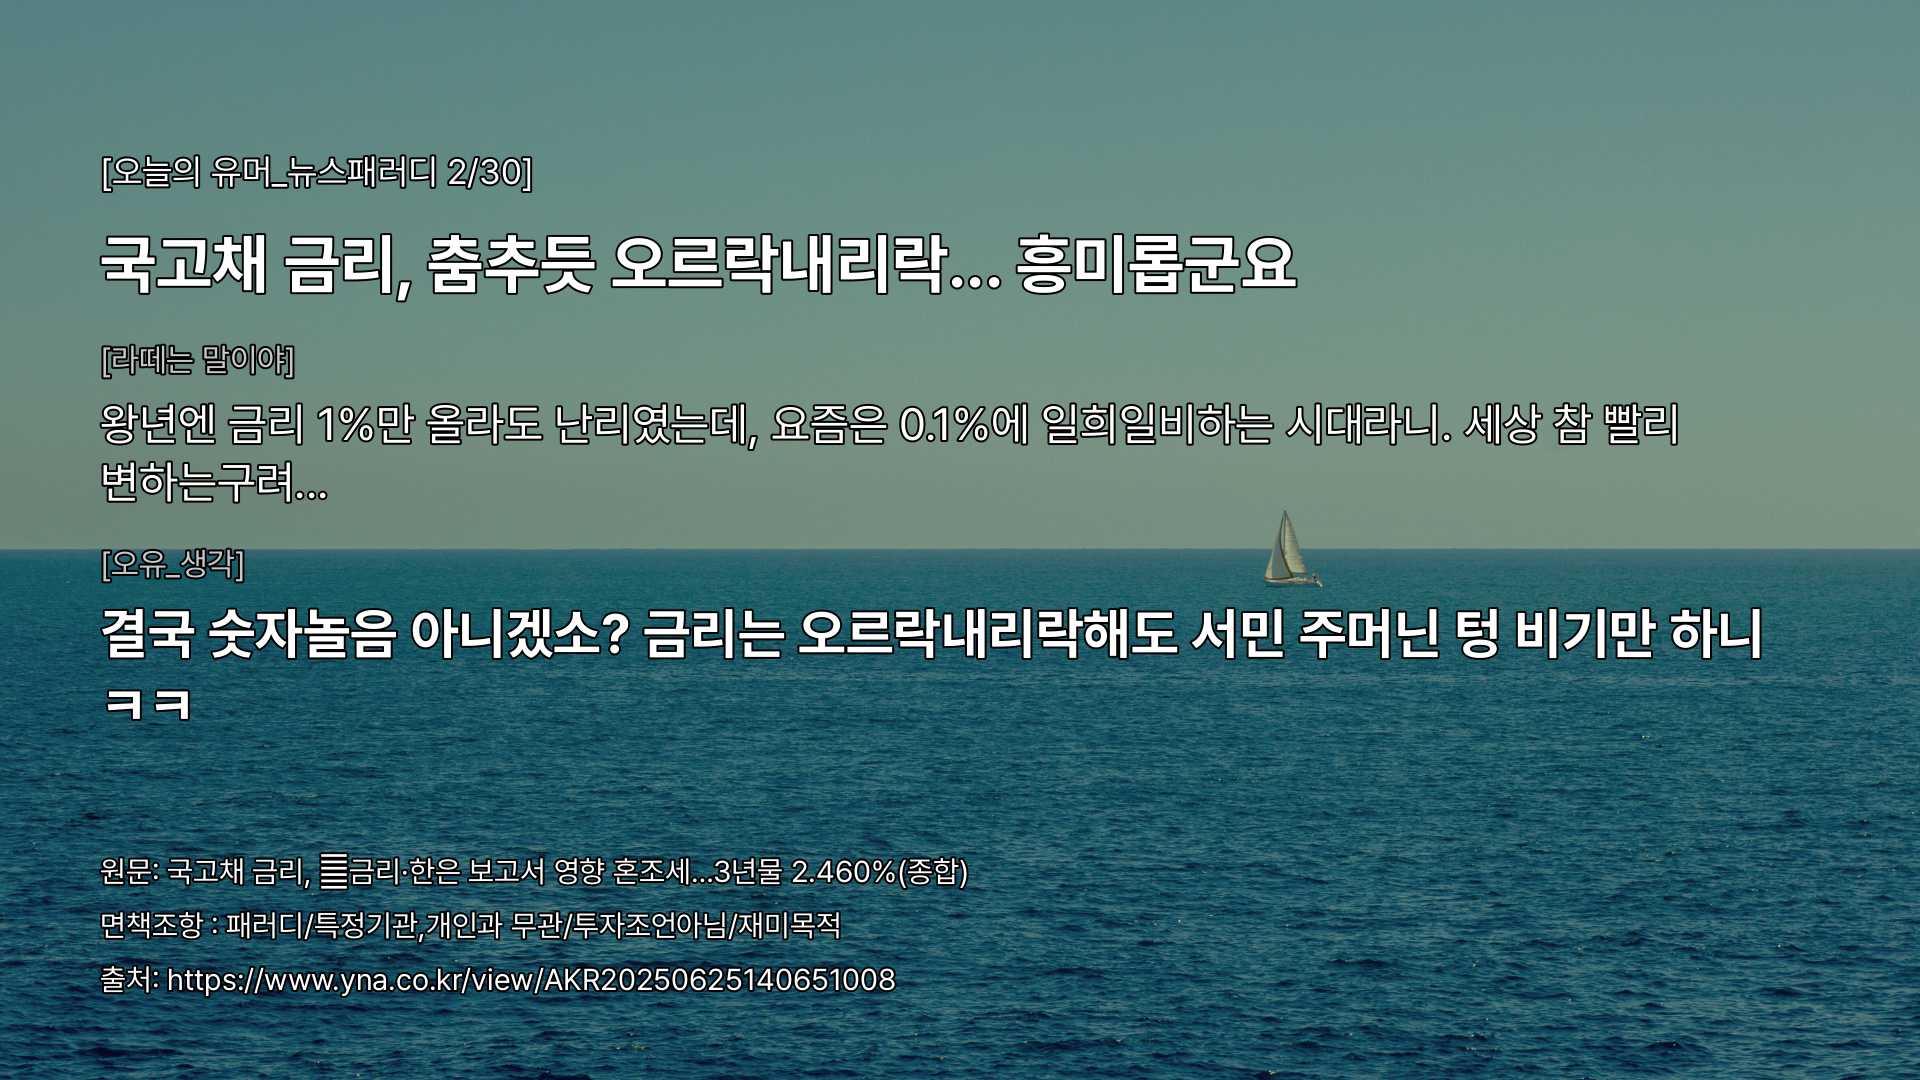 [오늘의 유머_뉴스패러디 2/30]
국고채 금리, 춤추듯 오르락내리락... 흥미롭군요
[라떼는 말이야]
왕년엔 금리 1%만 올라도 난리였는데, 요즘은 0.1%에 일희일비하는 시대라니. 세상 참 빨리
변하는구려...
[오유_생각]
결국 숫자놀음 아니겠소? 금리는 오르락내리락해도 서민 주머닌 텅 비기만 하니
ㅋㅋ
원문: 국고채 금리, 금리·한은 보고서 영향 혼조세...3년물 2.460%(종합)
면책조항 : 패러디/특정기관,개인과 무관/투자조언아님/재미목적
출처: https://www.yna.co.kr/view/AKR20250625140651008